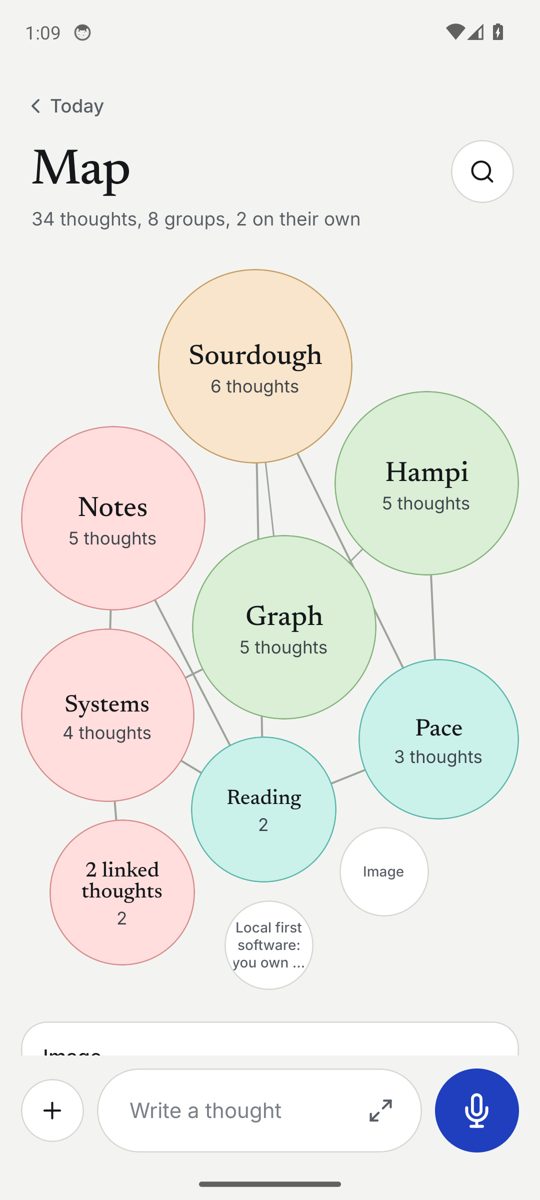 1:09
Today
Map
34 thoughts, 8 groups, 2 on their own
Sourdough
6 thoughts
Hampi
5 thoughts
Notes
5 thoughts
Graph
5 thoughts
Systems
4 thoughts
Pace
3 thoughts
Reading
2
2 linked
thoughts
2
Image
Local first
software:
you own ...
Image
Write a thought